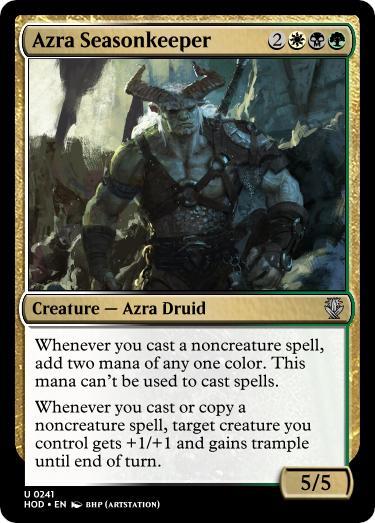 Azra Seasonkeeper 2
Creature — Azra Druid
Whenever you cast a noncreature spell,
add two mana of any one color. This
mana can't be used to cast spells.
Whenever you cast or copy a
noncreature spell, target creature you
control gets +1/+1 and gains trample
until end of turn.
5/5
U 0241
HOD • EN BHP (ARTSTATION)